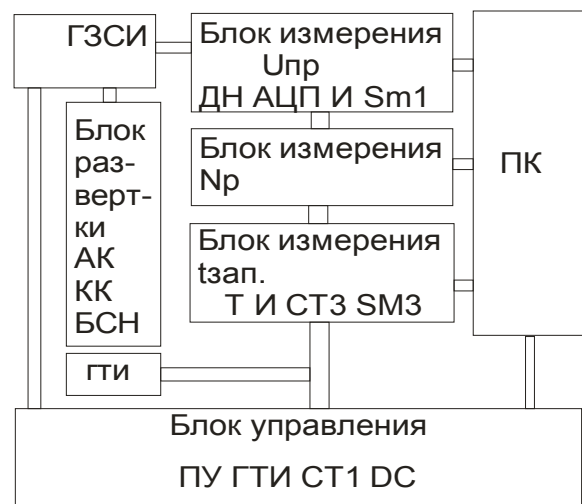 ГЗСИ
Блок измерения
Uпр
ДН АЦП И Sm1
Блок
раз-
верт-
ки
АК
КК
БСН
Блок измерения
Np
ПК
Блок измерения
tзап.
Т И СТ3 SM3
гти
Блок управления
ПУ ГТИ СТ1 DC